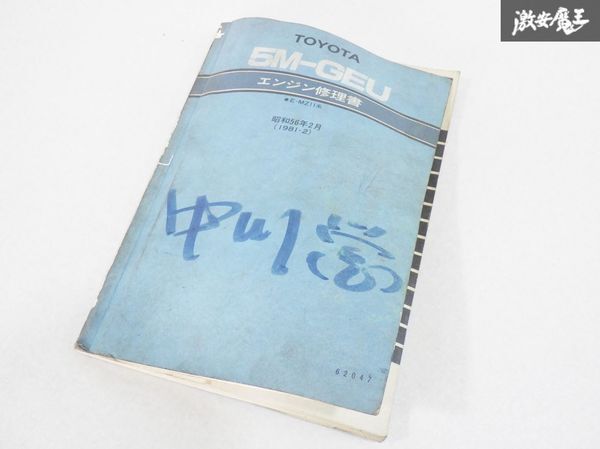 激安魔王
TOYOTA
5M-GEU
エンジン修理書
●E-MZ11系
昭和56年2月
(1981-2)
中川営
62047